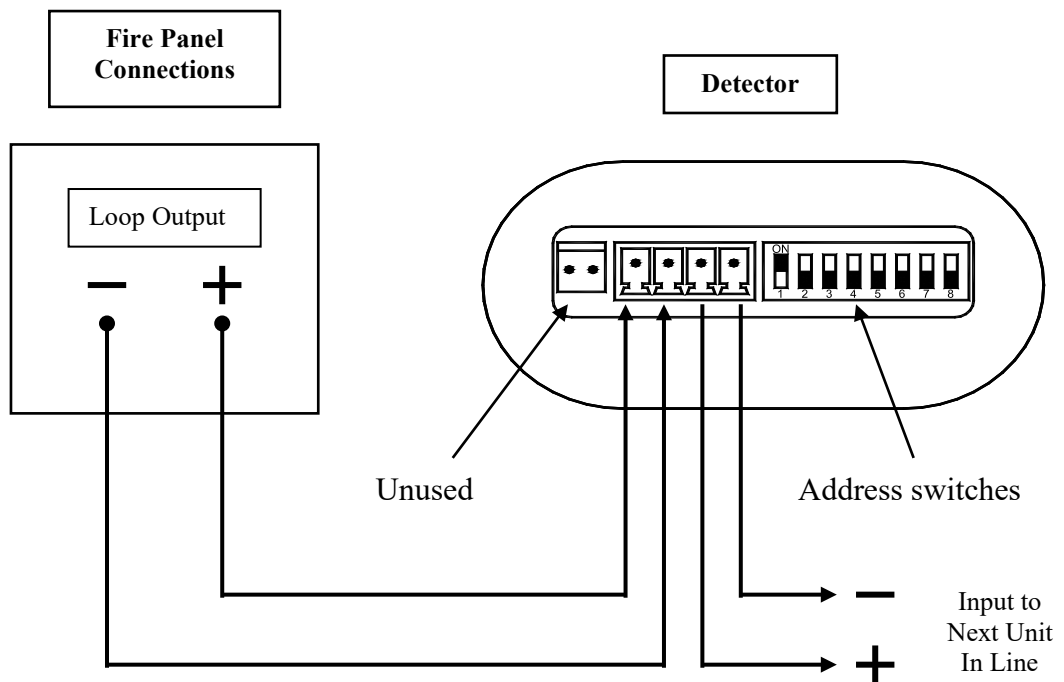 Fire Panel
Connections
Detector
Loop Output
− +
ON
1 2 3 4 5 6 7 8
Unused
Address switches
−
+
Input to
Next Unit
In Line